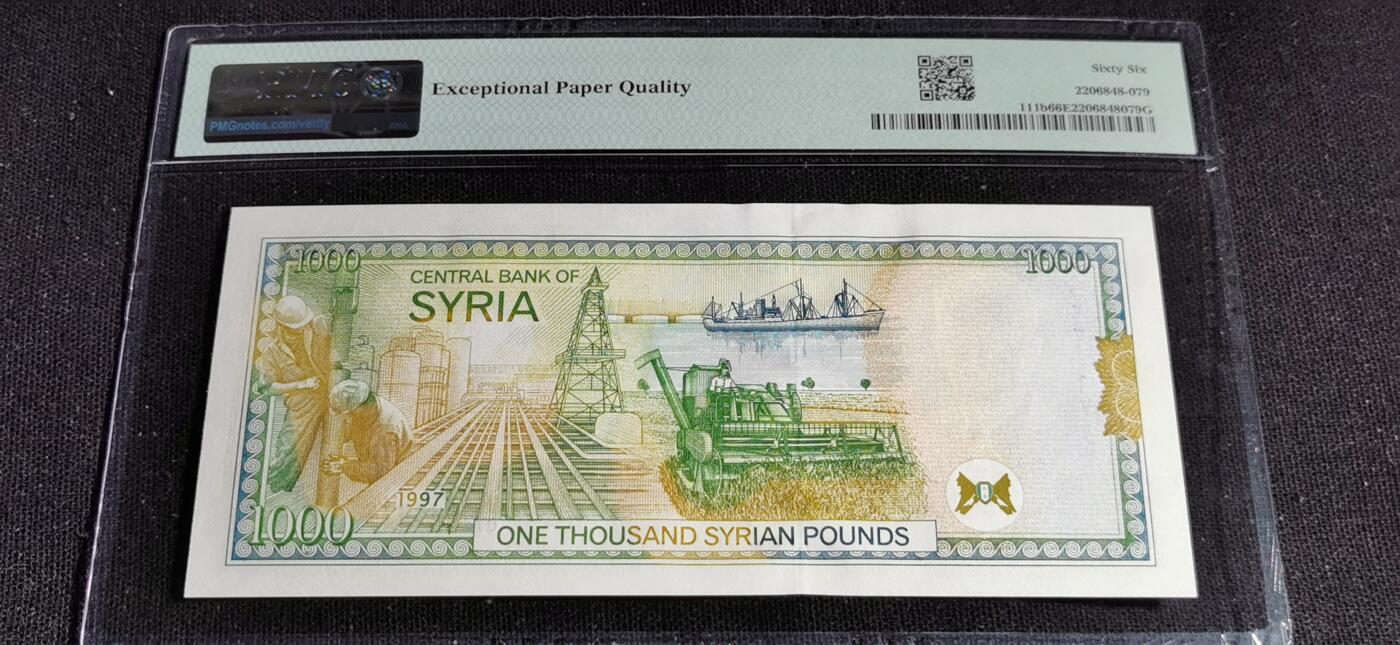 PMG
PMGnotes.com/verify
Exceptional Paper Quality
Sixty Six
2206848-079
111b66E2206848079G
1000
CENTRAL BANK OF
SYRIA
1000
1997
1000
ONE THOUSAND SYRIAN POUNDS